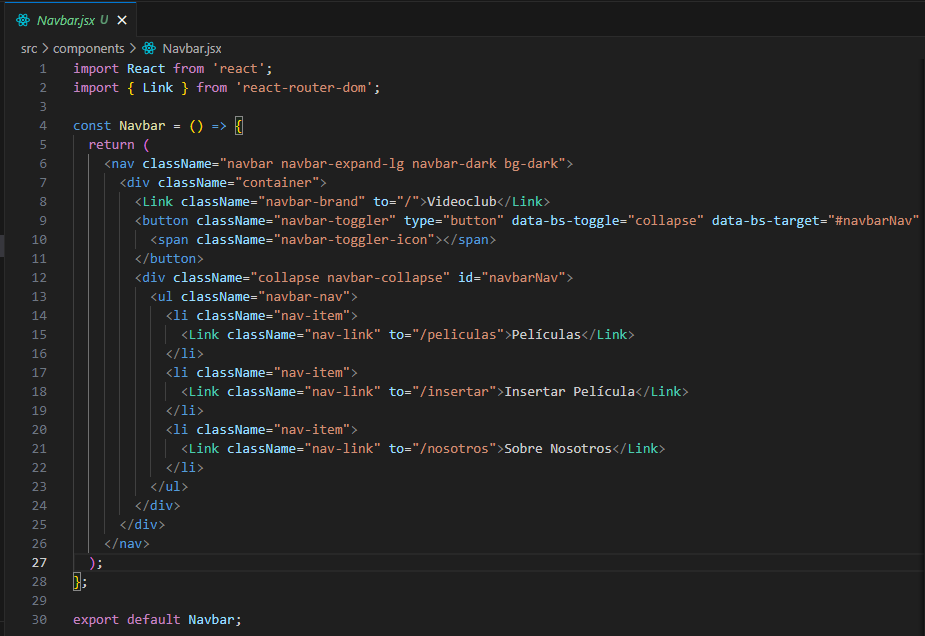 Navbar.jsx U
src > components > Navbar.jsx
1 import React from 'react';
2 import { Link } from 'react-router-dom';
3
4 const Navbar = () => {
5 return (
6 <nav className="navbar navbar-expand-lg navbar-dark bg-dark">
7 <div className="container">
8 <Link className="navbar-brand" to="/">Videoclub</Link>
9 <button className="navbar-toggler" type="button" data-bs-toggle="collapse" data-bs-target="#navbarNav"
10 <span className="navbar-toggler-icon"></span>
11 </button>
12 <div className="collapse navbar-collapse" id="navbarNav">
13 <ul className="navbar-nav">
14 <li className="nav-item">
15 <Link className="nav-link" to="/peliculas">Películas</Link>
16 </li>
17 <li className="nav-item">
18 <Link className="nav-link" to="/insertar">Insertar Película</Link>
19 </li>
20 <li className="nav-item">
21 <Link className="nav-link" to="/nosotros">Sobre Nosotros</Link>
22 </li>
23 </ul>
24 </div>
25 </div>
26 </nav>
27 );
28 };
29
30 export default Navbar;